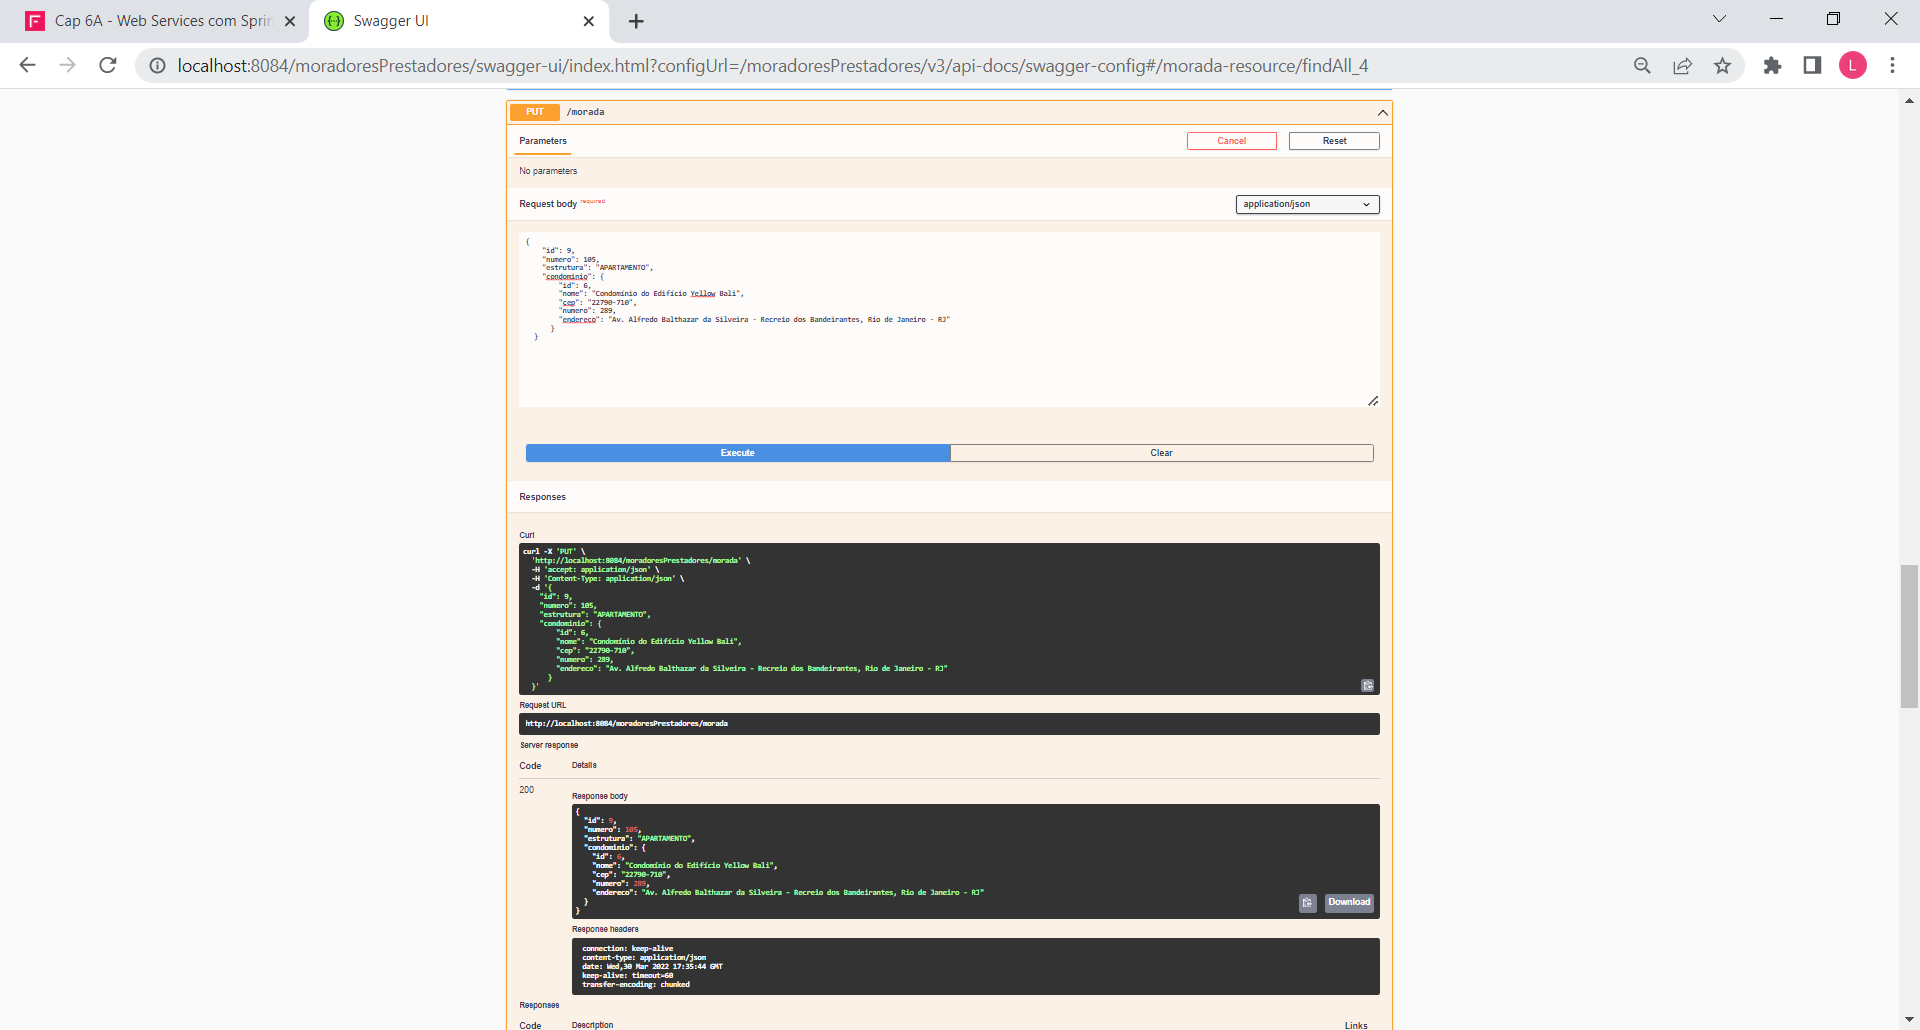 Cap 6A - Web Services com Sprin
Swagger UI
localhost:8084/moradoresPrestadores/swagger-ui/index.html?configUrl=/moradoresPrestadores/v3/api-docs/swagger-config#/morada-resource/findAll_4
L
PUT /morada
Parameters
Cancel
Reset
No parameters
Request body required
application/json
{
"id": 9,
"numero": 105,
"estrutura": "APARTAMENTO",
"condominio": {
"id": 6,
"nome": "Condomínio do Edifício Yellow Bali",
"cep": "22790-710",
"numero": 289,
"endereco": "Av. Alfredo Balthazar da Silveira - Recreio dos Bandeirantes, Rio de Janeiro - RJ"
}
}
Execute
Clear
Responses
Curl
curl -X 'PUT' \
'http://localhost:8084/moradoresPrestadores/morada' \
-H 'accept: application/json' \
-H 'Content-Type: application/json' \
-d '{
"id": 9,
"numero": 105,
"estrutura": "APARTAMENTO",
"condominio": {
"id": 6,
"nome": "Condomínio do Edifício Yellow Bali",
"cep": "22790-710",
"numero": 289,
"endereco": "Av. Alfredo Balthazar da Silveira - Recreio dos Bandeirantes, Rio de Janeiro - RJ"
}
}'
Request URL
http://localhost:8084/moradoresPrestadores/morada
Server response
Code Details
200
Response body
{
"id": 9,
"numero": 105,
"estrutura": "APARTAMENTO",
"condominio": {
"id": 6,
"nome": "Condomínio do Edifício Yellow Bali",
"cep": "22790-710",
"numero": 289,
"endereco": "Av. Alfredo Balthazar da Silveira - Recreio dos Bandeirantes, Rio de Janeiro - RJ"
}
}
Download
Response headers
connection: keep-alive
content-type: application/json
date: Wed,30 Mar 2022 17:35:44 GMT
keep-alive: timeout=60
transfer-encoding: chunked
Responses
Code Description Links